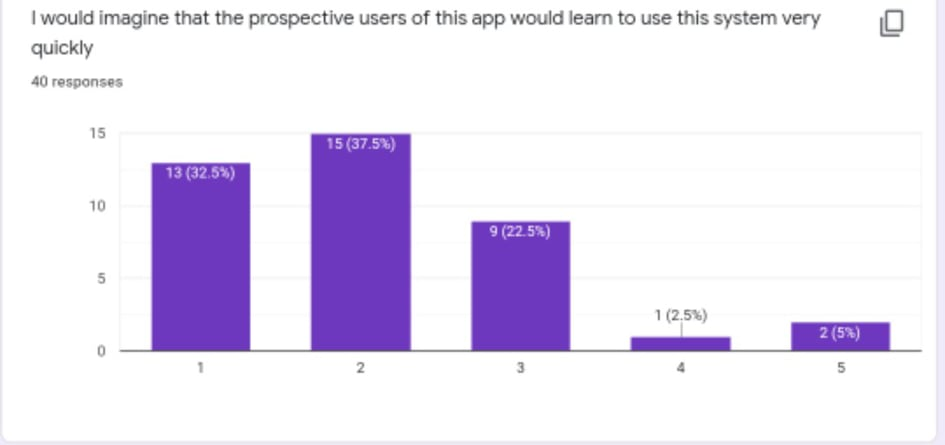 I would imagine that the prospective users of this app would learn to use this system very
quickly
40 responses
15
15 (37.5%)
13 (32.5%)
10
9 (22.5%)
5
1 (2.5%)
2 (5%)
0
1 2 3 4 5